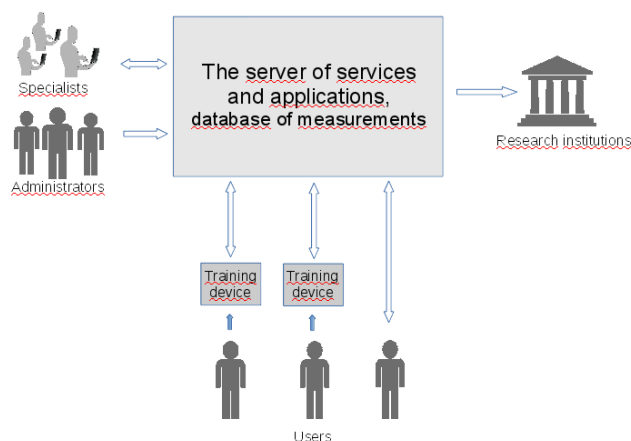 Specialists
Administrators
The server of services
and applications,
database of measurements
Research institutions
Training
device
Training
device
Users